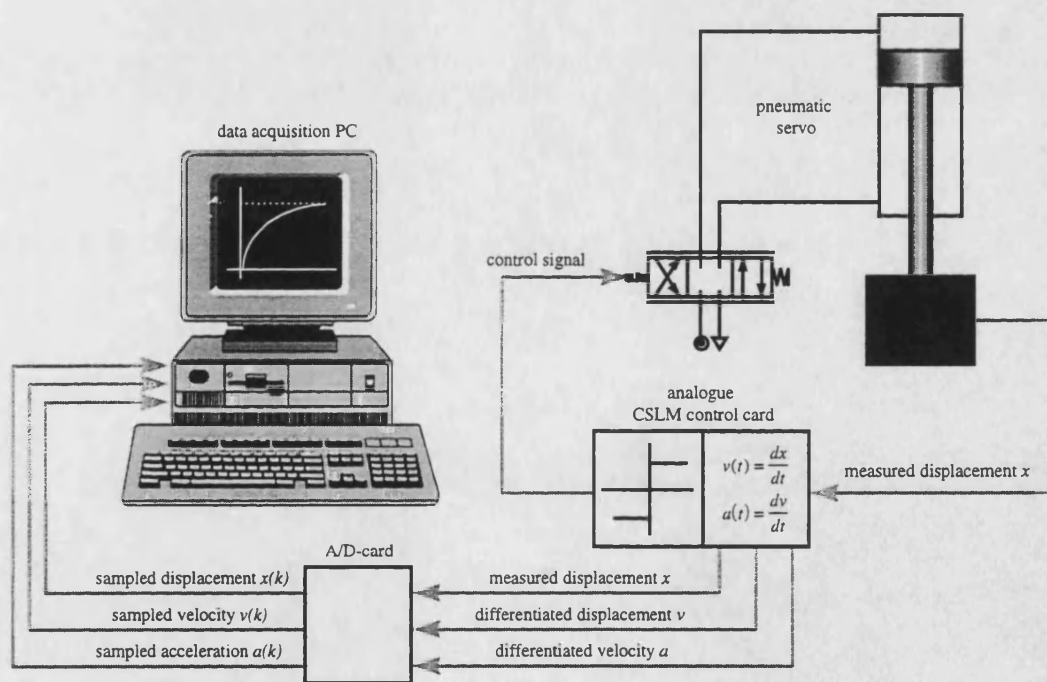 data acquisition PC
pneumatic
servo
control signal
analogue
CSLM control card
v(t) = dx/dt
a(t) = dv/dt
measured displacement x
A/D-card
sampled displacement x(k)
measured displacement x
sampled velocity v(k)
differentiated displacement v
sampled acceleration a(k)
differentiated velocity a